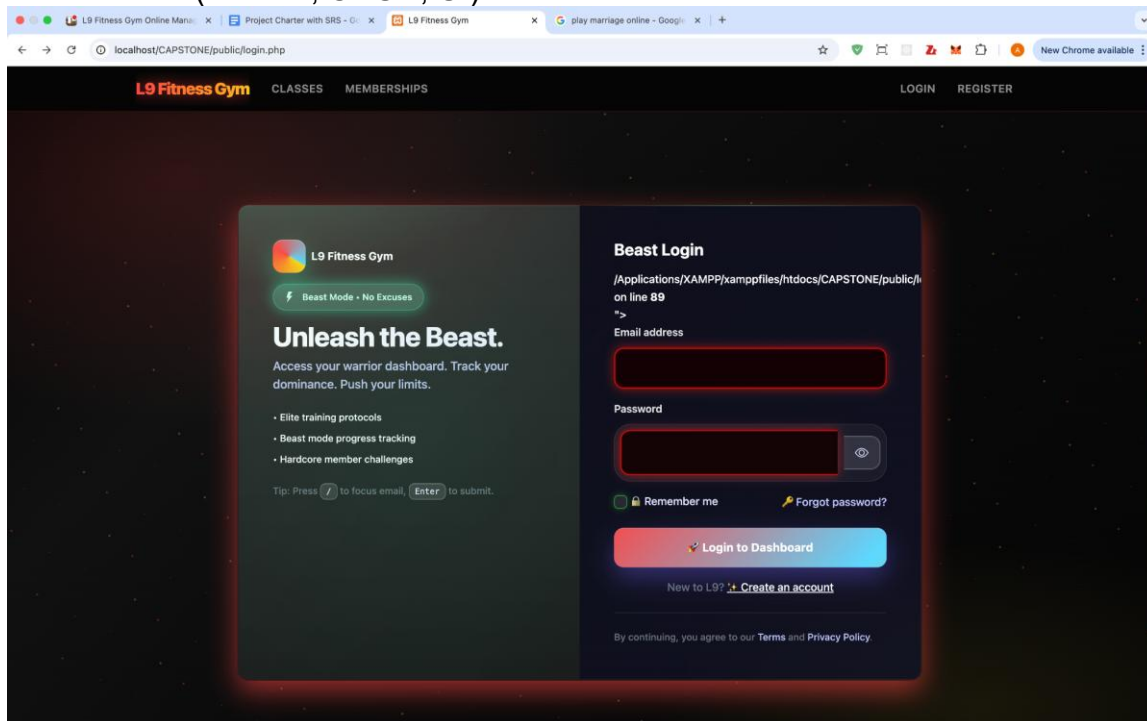 L9 Fitness Gym Online Mana
Project Charter with SRS - Go
L9 Fitness Gym
play marriage online - Google
localhost/CAPSTONE/public/login.php
New Chrome available
L9 Fitness Gym CLASSES MEMBERSHIPS LOGIN REGISTER
L9 Fitness Gym
Beast Mode • No Excuses
Unleash the Beast.
Access your warrior dashboard. Track your
dominance. Push your limits.
• Elite training protocols
• Beast mode progress tracking
• Hardcore member challenges
Tip: Press / to focus email, Enter to submit.
Beast Login
/Applications/XAMPP/xamppfiles/htdocs/CAPSTONE/public/l
on line 89
">
Email address
Password
Remember me Forgot password?
Login to Dashboard
New to L9? Create an account
By continuing, you agree to our Terms and Privacy Policy.